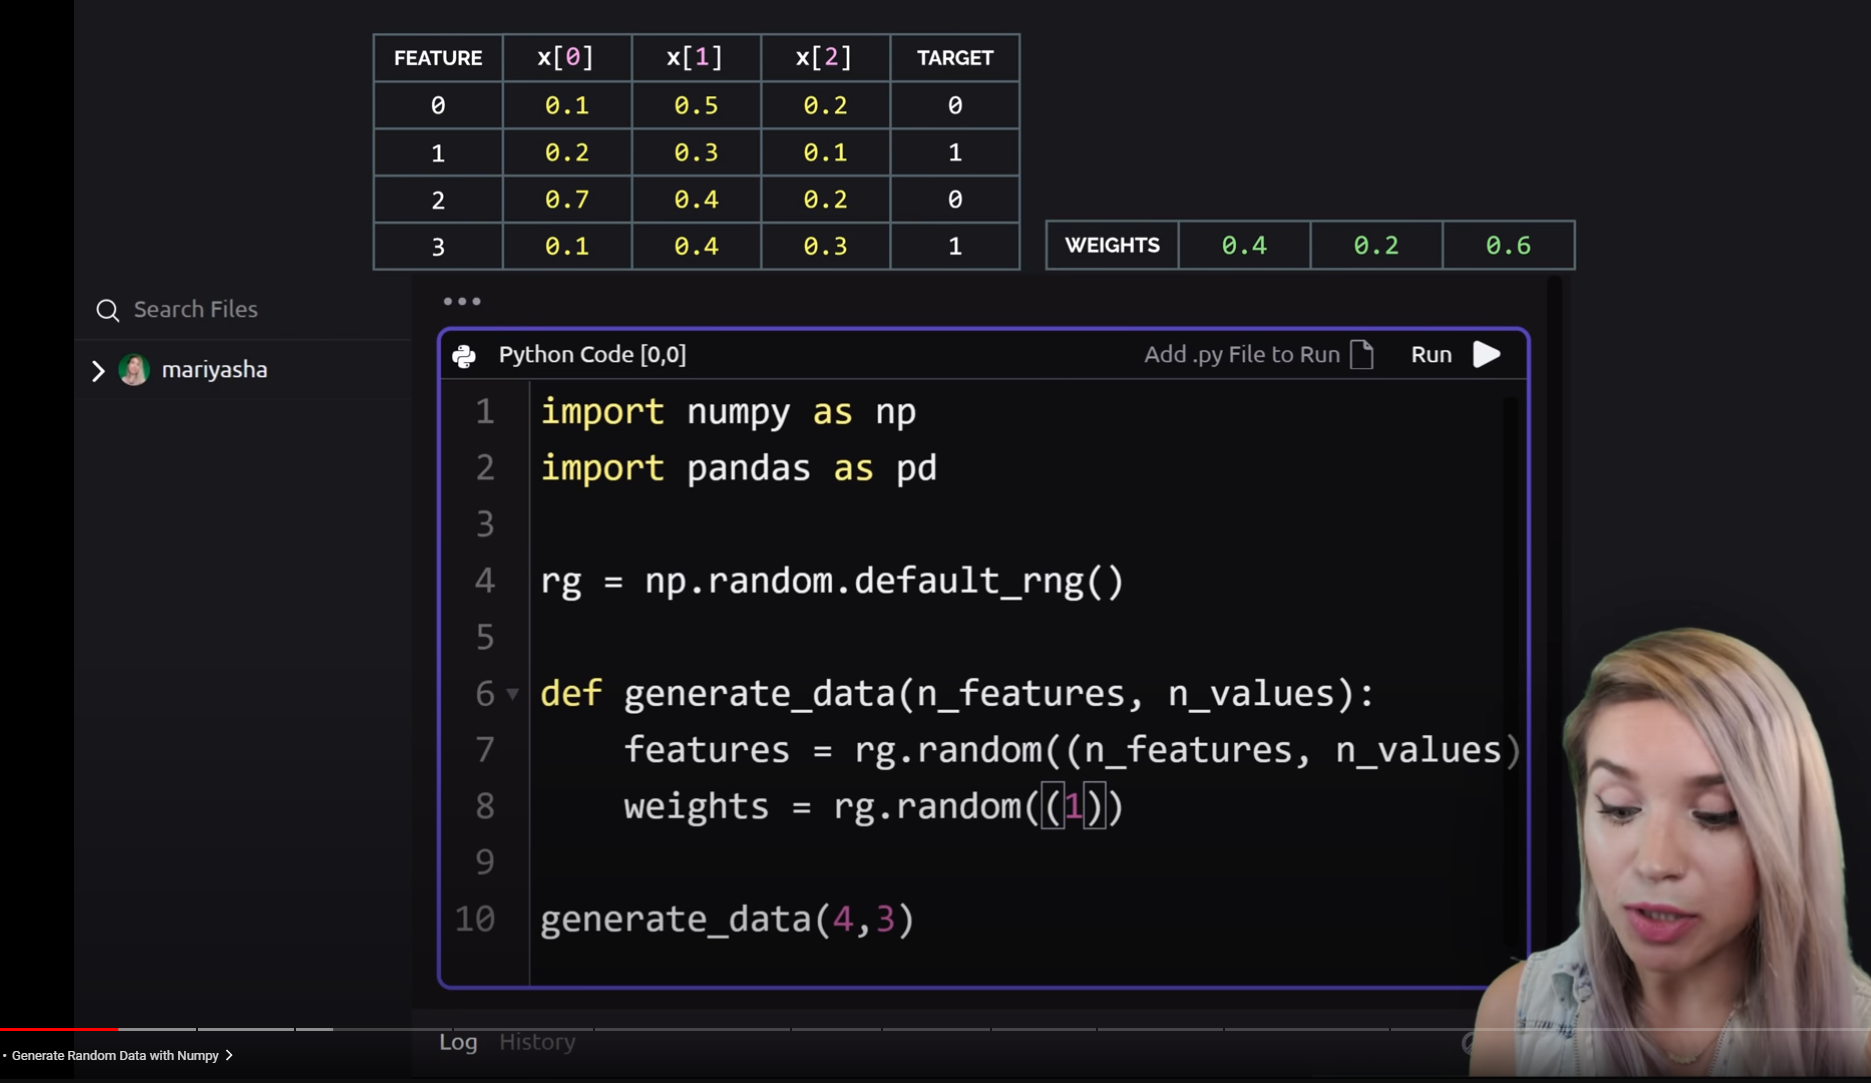 FEATURE x[0] x[1] x[2] TARGET
0 0.1 0.5 0.2 0
1 0.2 0.3 0.1 1
2 0.7 0.4 0.2 0
3 0.1 0.4 0.3 1
WEIGHTS 0.4 0.2 0.6
Search Files
mariyasha
Python Code [0,0] Add .py File to Run Run
1 import numpy as np
2 import pandas as pd
3
4 rg = np.random.default_rng()
5
6 def generate_data(n_features, n_values):
7 features = rg.random((n_features, n_values)
8 weights = rg.random((1))
9
10 generate_data(4,3)
Log History
• Generate Random Data with Numpy